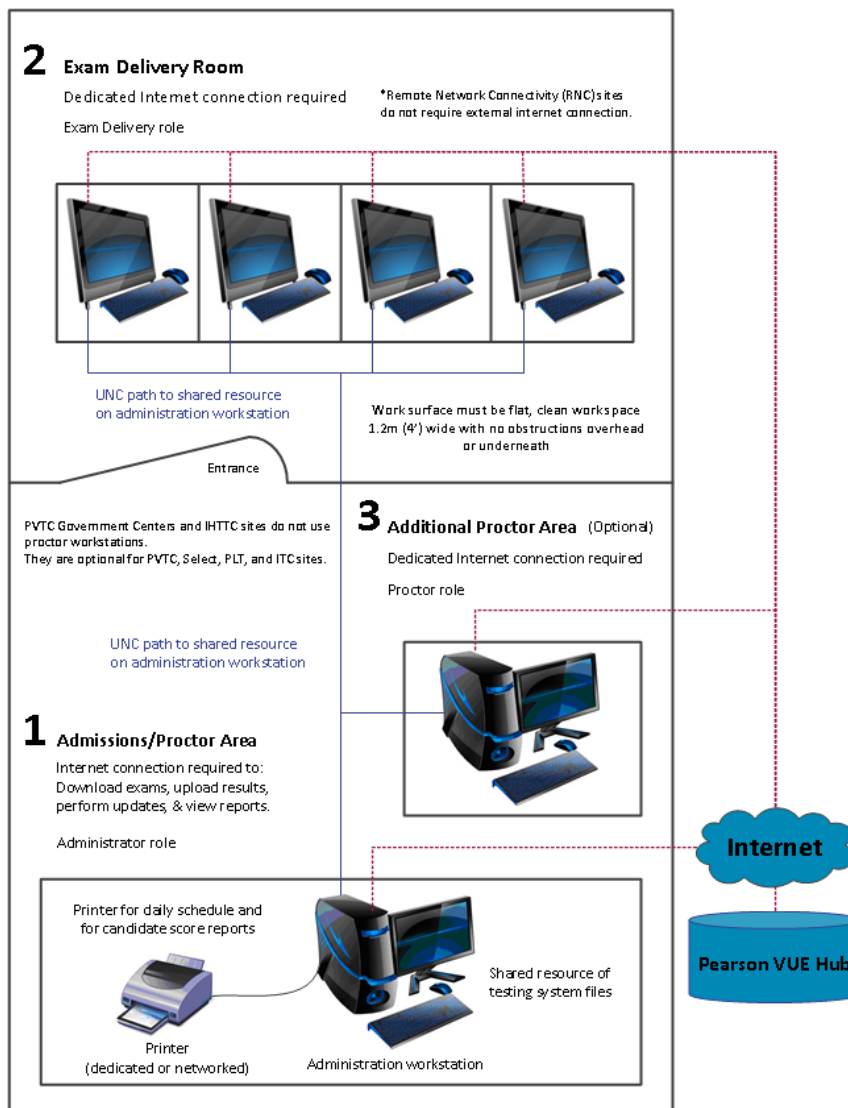 2 Exam Delivery Room
Dedicated Internet connection required
Exam Delivery role
*Remote Network Connectivity (RNC) sites
do not require external internet connection.
UNC path to shared resource
on administration workstation
Work surface must be flat, clean workspace
1.2m (4') wide with no obstructions overhead
or underneath
Entrance
PVTC Government Centers and IHTTC sites do not use
proctor workstations.
They are optional for PVTC, Select, PLT, and ITC sites.
3 Additional Proctor Area (Optional)
Dedicated Internet connection required
Proctor role
UNC path to shared resource
on administration workstation
1 Admissions/Proctor Area
Internet connection required to:
Download exams, upload results,
perform updates, & view reports.
Administrator role
Internet
Pearson VUE Hub
Printer for daily schedule and
for candidate score reports
Shared resource of
testing system files
Printer
(dedicated or networked)
Administration workstation